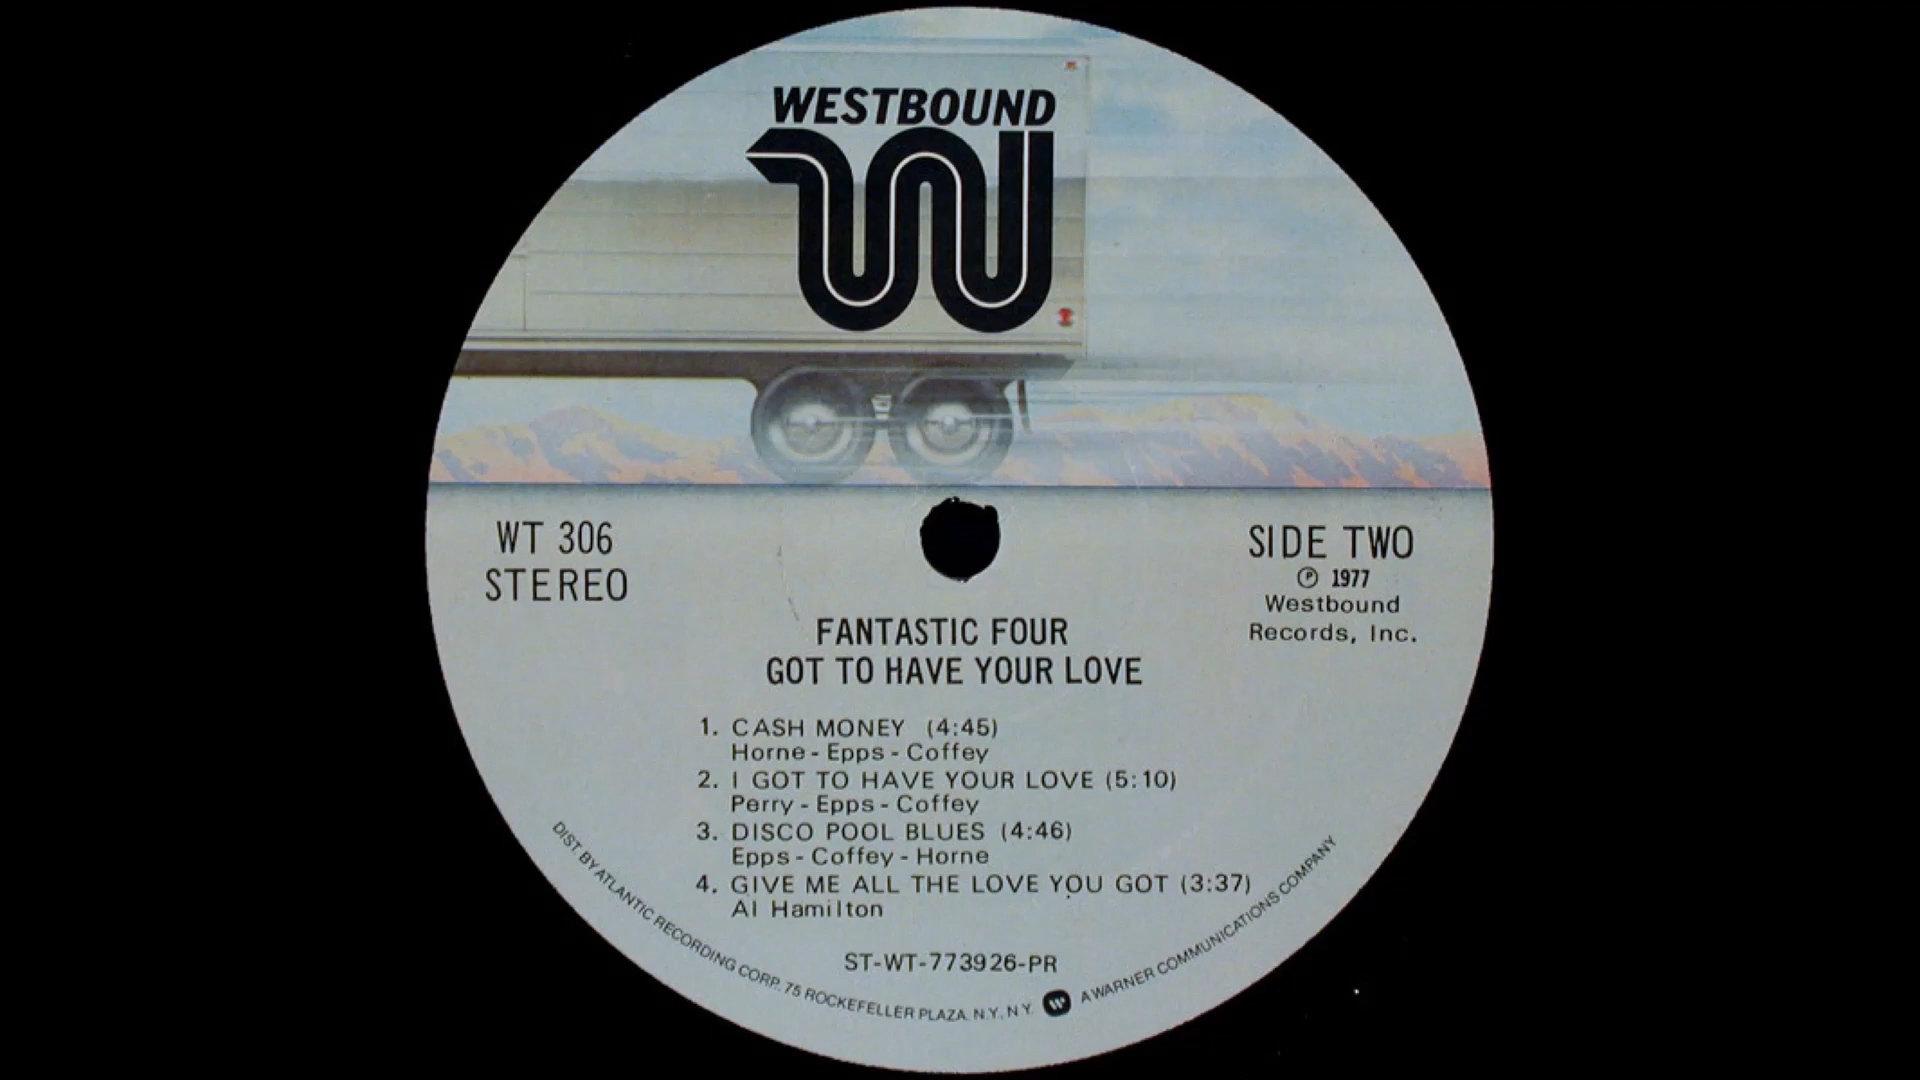 WESTBOUND
WT 306
STEREO
SIDE TWO
℗ 1977
Westbound
Records, Inc.
FANTASTIC FOUR
GOT TO HAVE YOUR LOVE
1. CASH MONEY (4:45)
Horne - Epps - Coffey
2. I GOT TO HAVE YOUR LOVE (5:10)
Perry - Epps - Coffey
3. DISCO POOL BLUES (4:46)
Epps - Coffey - Horne
4. GIVE ME ALL THE LOVE YOU GOT (3:37)
Al Hamilton
ST-WT-773926-PR
DIST. BY ATLANTIC RECORDING CORP., 75 ROCKEFELLER PLAZA, N.Y., N.Y. A WARNER COMMUNICATIONS COMPANY